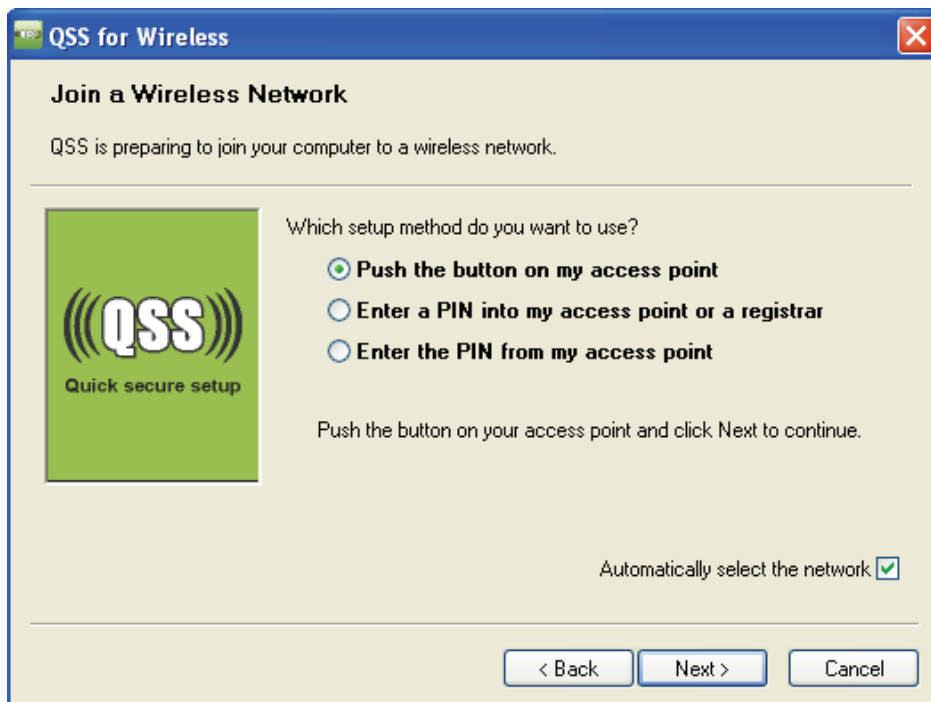 QSS for Wireless
Join a Wireless Network
QSS is preparing to join your computer to a wireless network.
Which setup method do you want to use?
Push the button on my access point
Enter a PIN into my access point or a registrar
Enter the PIN from my access point
(((QSS)))
Quick secure setup
Push the button on your access point and click Next to continue.
Automatically select the network
< Back Next > Cancel